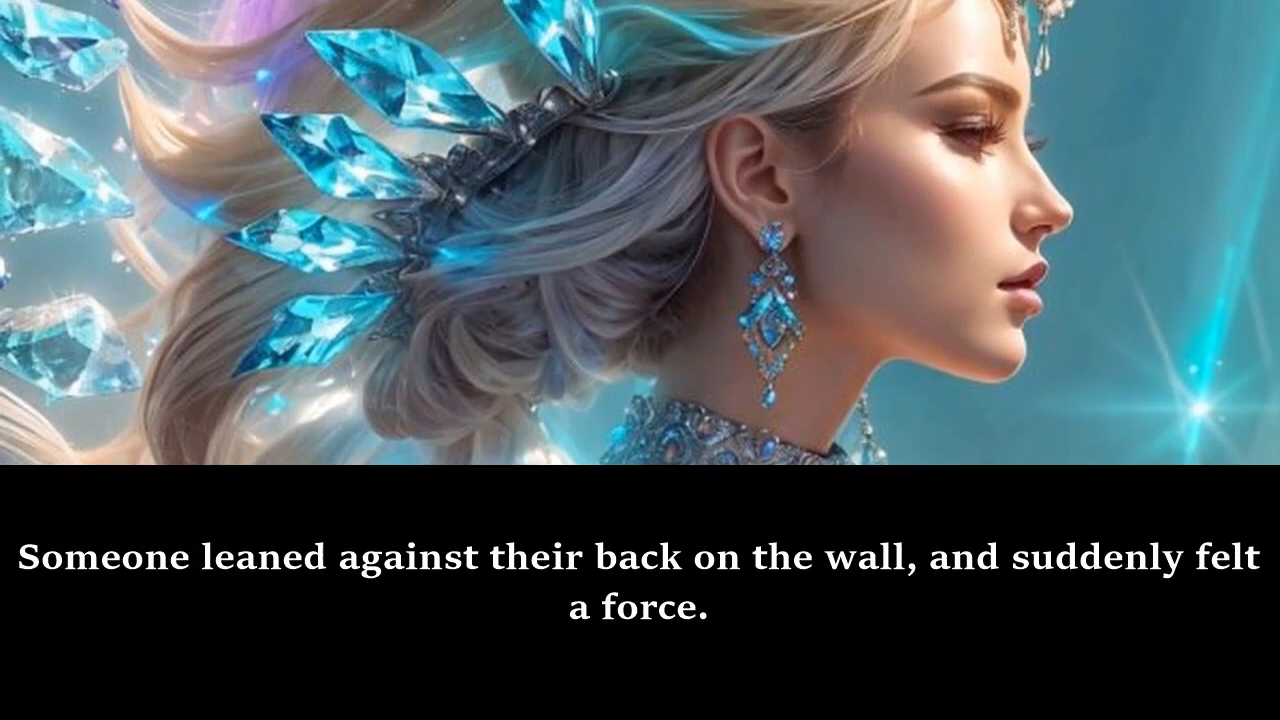 Someone leaned against their back on the wall, and suddenly felt
a force.